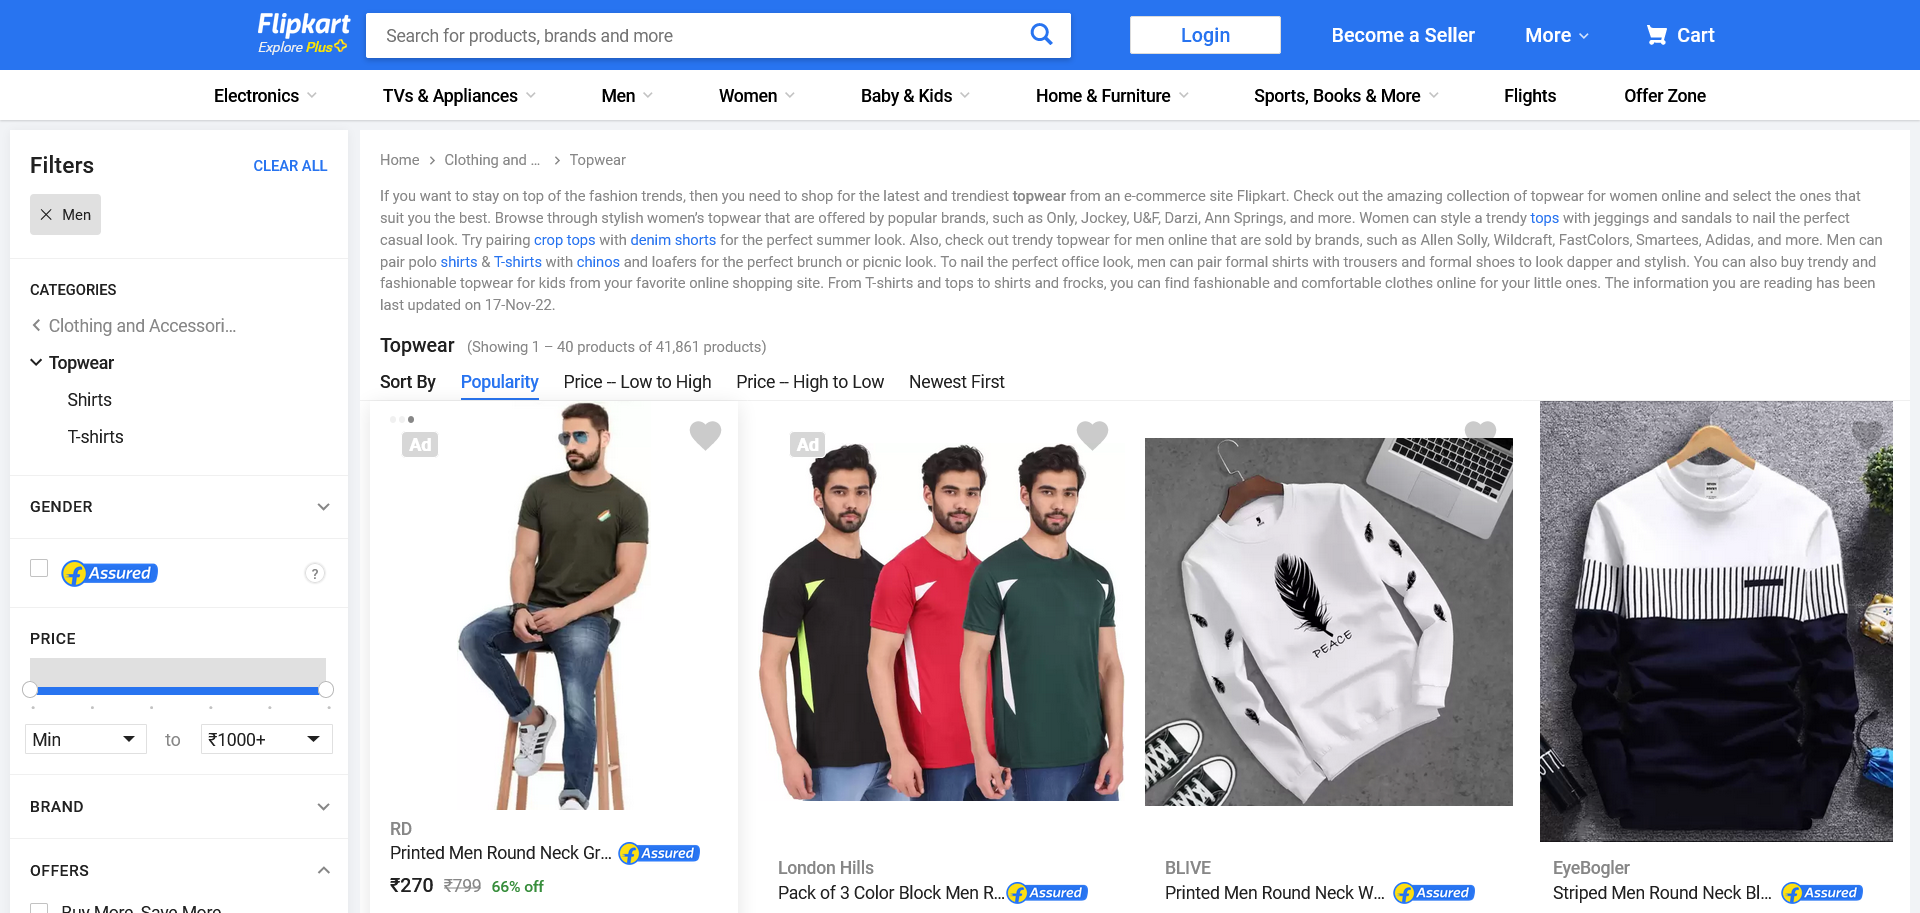 Flipkart
Explore Plus
Search for products, brands and more
Login
Become a Seller
More
Cart
Electronics
TVs & Appliances
Men
Women
Baby & Kids
Home & Furniture
Sports, Books & More
Flights
Offer Zone
Filters
CLEAR ALL
Men
CATEGORIES
Clothing and Accessori...
Topwear
Shirts
T-shirts
GENDER
Assured
?
PRICE
Min
to
₹1000+
BRAND
OFFERS
Buy More, Save More
Home
Clothing and ...
Topwear
If you want to stay on top of the fashion trends, then you need to shop for the latest and trendiest topwear from an e-commerce site Flipkart. Check out the amazing collection of topwear for women online and select the ones that
suit you the best. Browse through stylish women's topwear that are offered by popular brands, such as Only, Jockey, U&F, Darzi, Ann Springs, and more. Women can style a trendy tops with jeggings and sandals to nail the perfect
casual look. Try pairing crop tops with denim shorts for the perfect summer look. Also, check out trendy topwear for men online that are sold by brands, such as Allen Solly, Wildcraft, FastColors, Smartees, Adidas, and more. Men can
pair polo shirts & T-shirts with chinos and loafers for the perfect brunch or picnic look. To nail the perfect office look, men can pair formal shirts with trousers and formal shoes to look dapper and stylish. You can also buy trendy and
fashionable topwear for kids from your favorite online shopping site. From T-shirts and tops to shirts and frocks, you can find fashionable and comfortable clothes online for your little ones. The information you are reading has been
last updated on 17-Nov-22.
Topwear (Showing 1 – 40 products of 41,861 products)
Sort By
Popularity
Price -- Low to High
Price -- High to Low
Newest First
Ad
RD
Printed Men Round Neck Gr... Assured
₹270 ₹799 66% off
Ad
London Hills
Pack of 3 Color Block Men R... Assured
PEACE
BLIVE
Printed Men Round Neck W... Assured
EyeBogler
Striped Men Round Neck Bl... Assured